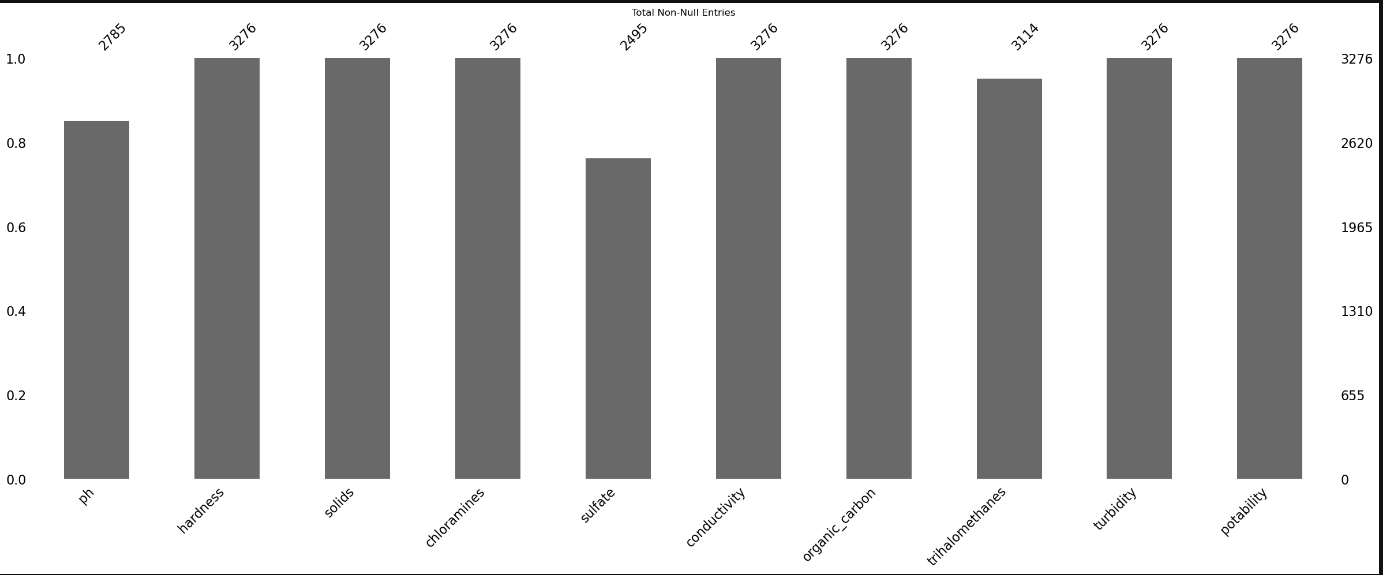 Total Non-Null Entries
2785 3276 3276 3276 2495 3276 3276 3114 3276 3276
1.0 3276
0.8 2620
0.6 1965
0.4 1310
0.2 655
0.0 0
ph hardness solids chloramines sulfate conductivity organic_carbon trihalomethanes turbidity potability